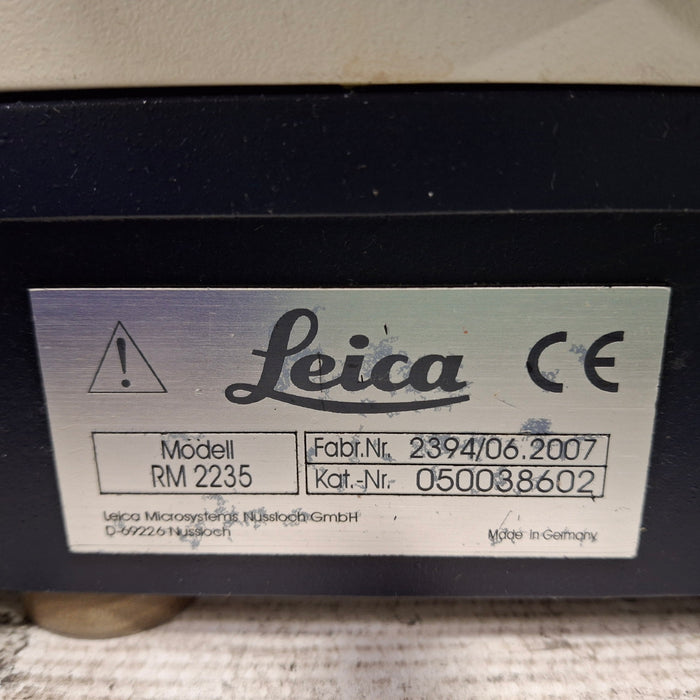 Leica CE
Modell
RM 2235
Fabr.Nr. 2394/06.2007
Kat.-Nr. 050038602
Leica Microsystems Nussloch GmbH
D-69226 Nussloch
Made in Germany